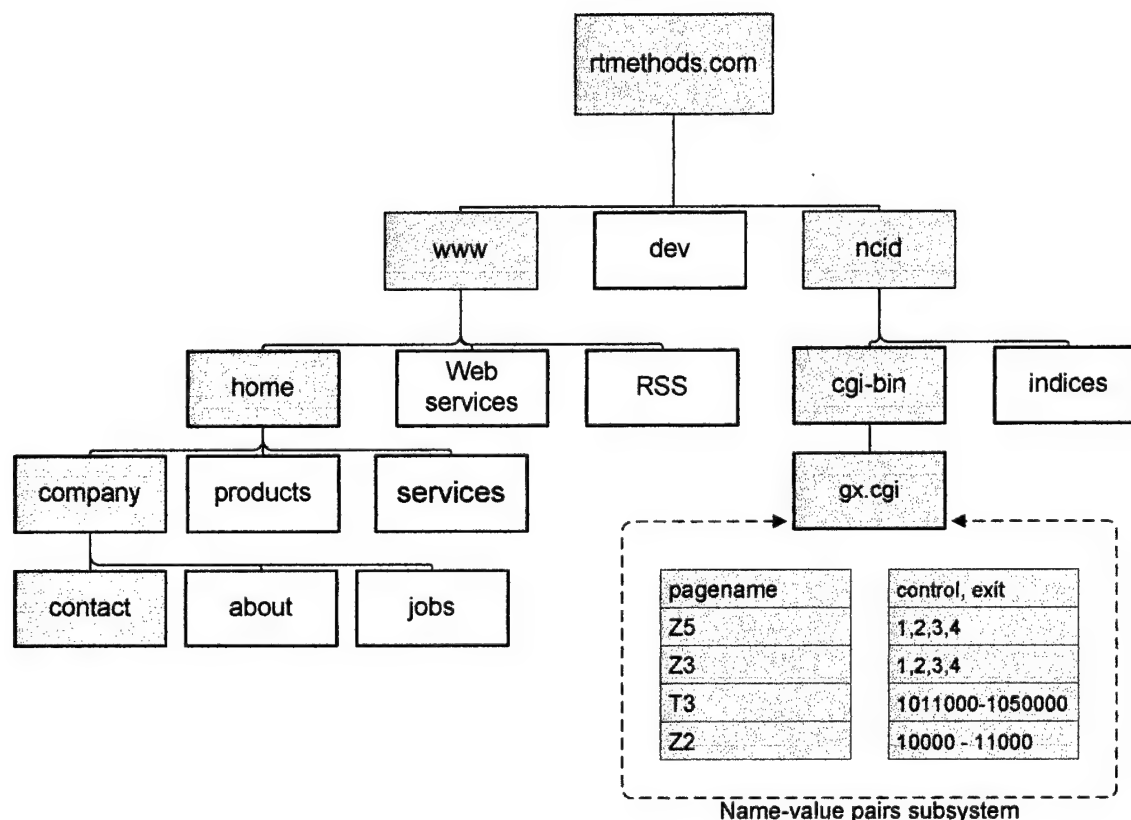 rtmethods.com
www
dev
ncid
home
Web
services
RSS
cgi-bin
indices
company
products
services
gx.cgi
contact
about
jobs
pagename
control, exit
Z5
1,2,3,4
Z3
1,2,3,4
T3
1011000-1050000
Z2
10000 - 11000
Name-value pairs subsystem